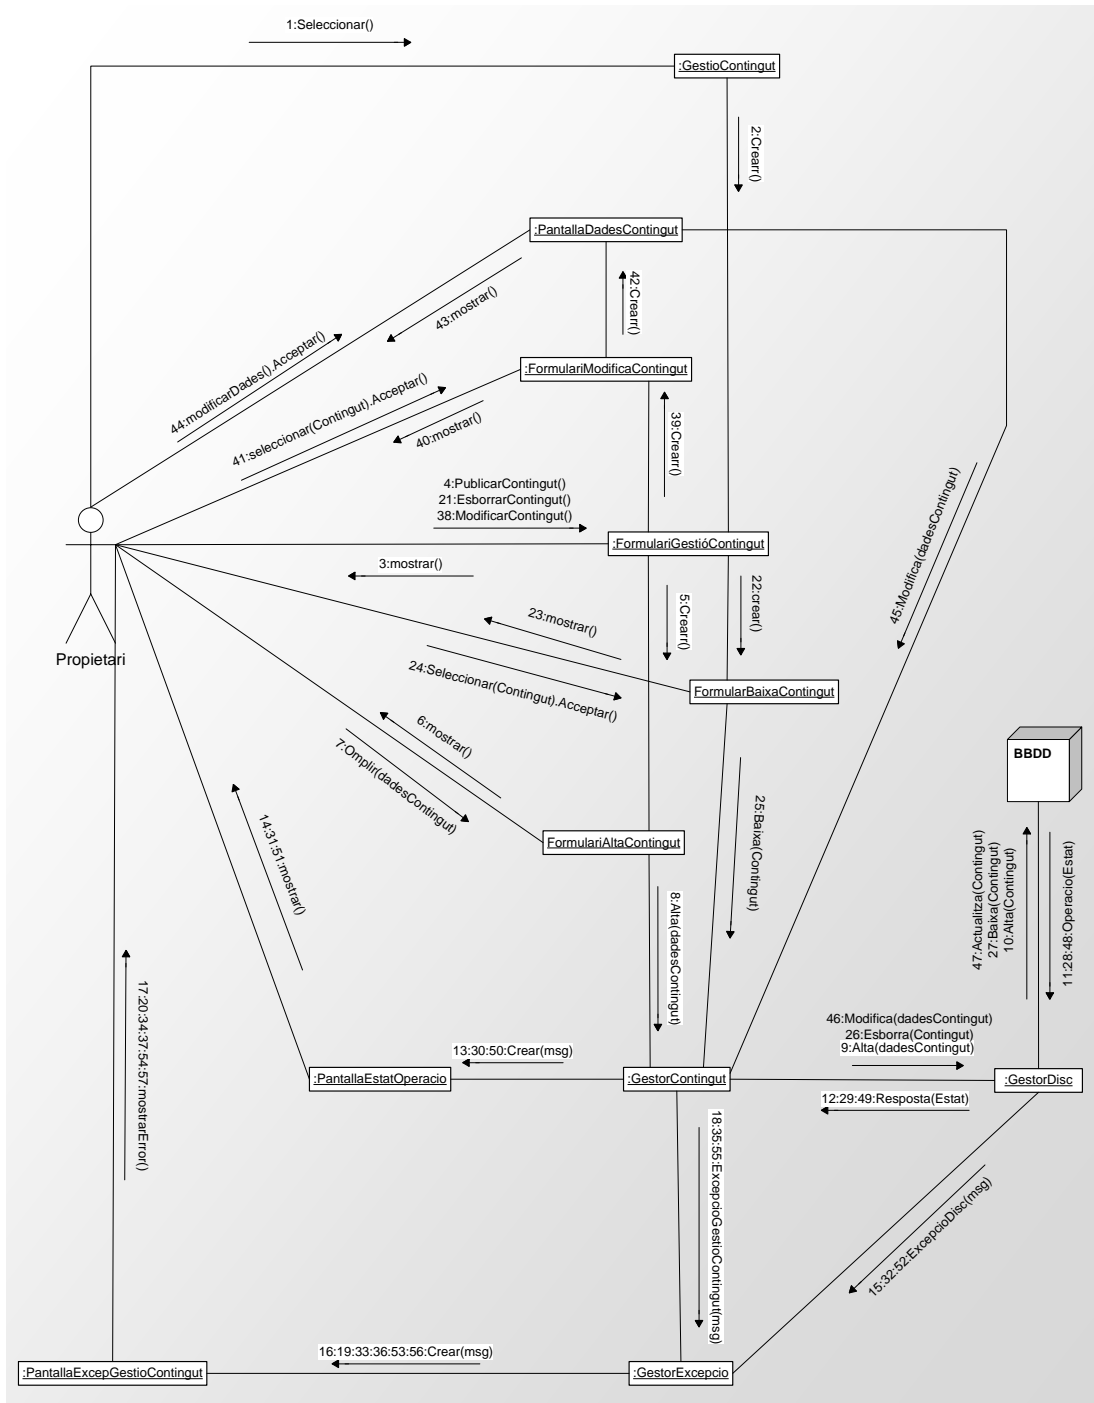 1:Seleccionar()
:GestioContingut
2:Crearr()
:PantallaDadesContingut
42:Crearr()
43:mostrar()
44:modificarDades().Acceptar()
:FormulariModificaContingut
41:seleccionar(Contingut).Acceptar()
40:mostrar()
39:Crearr()
4:PublicarContingut()
21:EsborrarContingut()
38:ModificarContingut()
:FormulariGestióContingut
45:Modifica(dadesContingut)
3:mostrar()
5:Crearr()
22:crear()
23:mostrar()
24:Seleccionar(Contingut).Acceptar()
Propietari
FormularBaixaContingut
6:mostrar()
7:Omplir(dadesContingut)
BBDD
14:31:51:mostrar()
FormulariAltaContingut
25:Baixa(Contingut)
8:Alta(dadesContingut)
47:Actualitza(Contingut)
27:Baixa(Contingut)
10:Alta(Contingut)
11:28:48:Operacio(Estat)
17:20:34:37:54:57:mostrarError()
46:Modifica(dadesContingut)
26:Esborra(Contingut)
9:Alta(dadesContingut)
13:30:50:Crear(msg)
:PantallaEstatOperacio
:GestorContingut
:GestorDisc
12:29:49:Resposta(Estat)
18:35:55:ExcepcioGestioContingut(msg)
15:32:52:ExcepcioDisc(msg)
16:19:33:36:53:56:Crear(msg)
:PantallaExcepGestioContingut
:GestorExcepcio